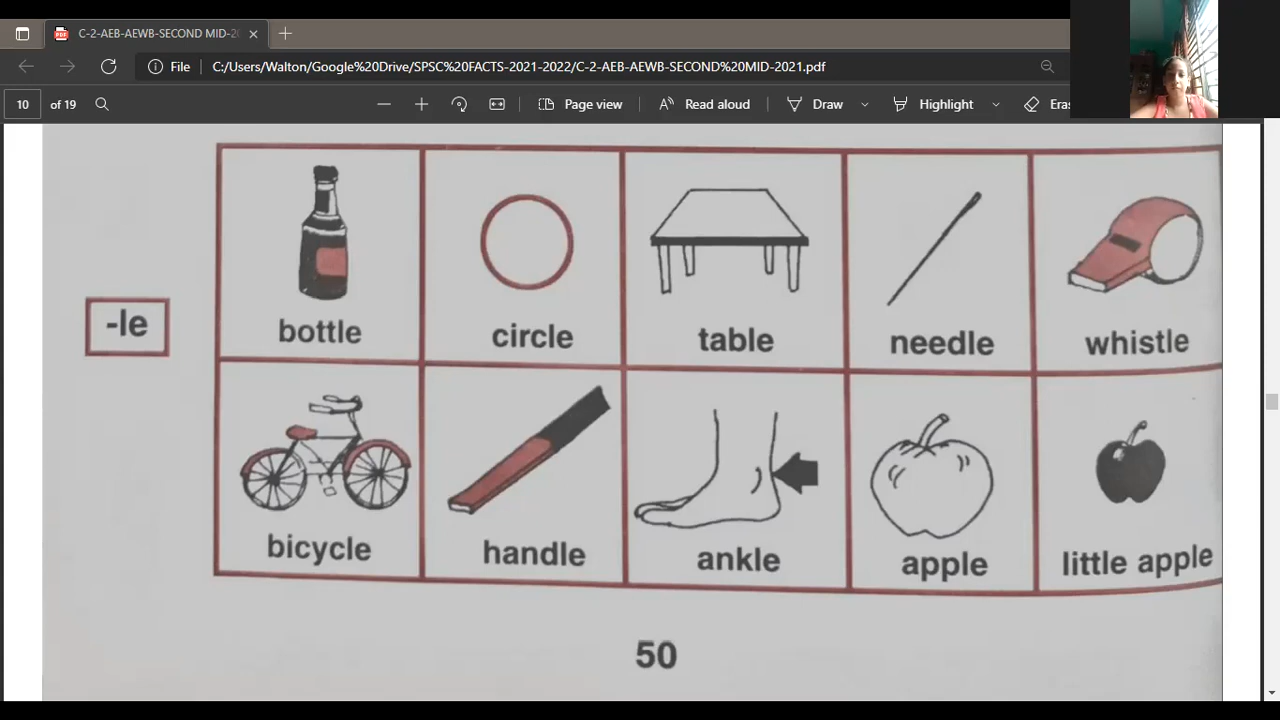 C-2-AEB-AEWB-SECOND MID-20
File C:/Users/Walton/Google%20Drive/SPSC%20FACTS-2021-2022/C-2-AEB-AEWB-SECOND%20MID-2021.pdf
10 of 19 Page view Read aloud Draw Highlight Eras
-le
bottle circle table needle whistle
bicycle handle ankle apple little apple
50